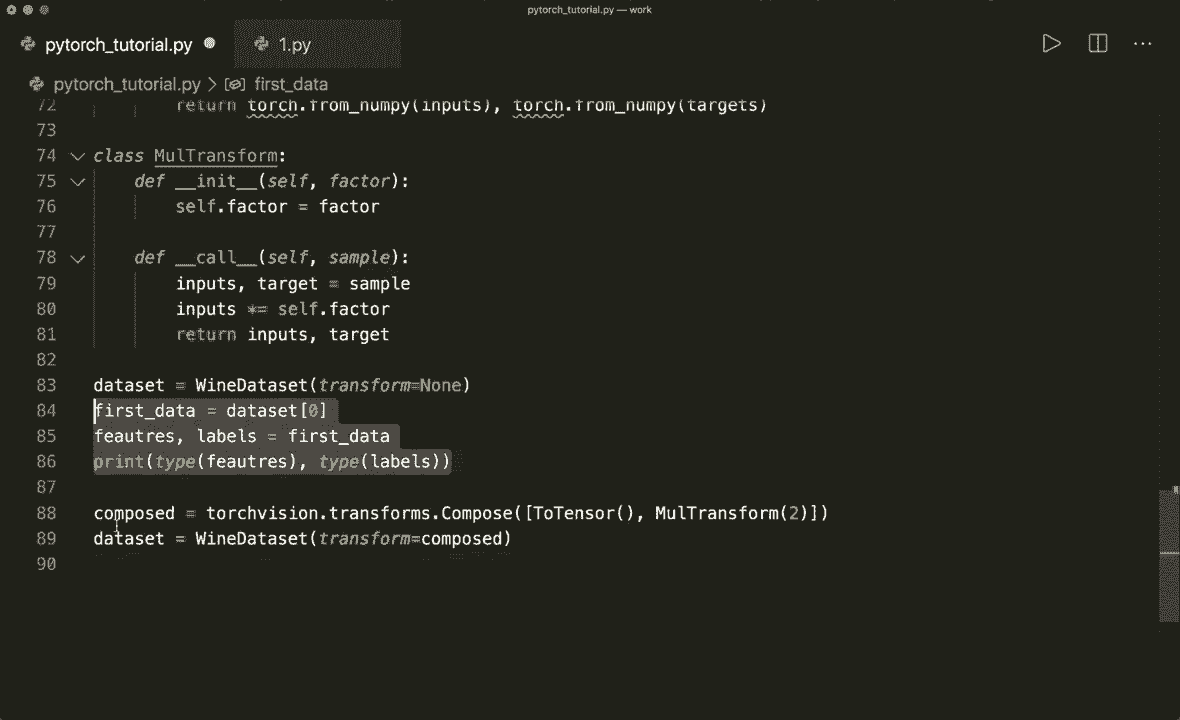 pytorch_tutorial.py — work
pytorch_tutorial.py 1.py
pytorch_tutorial.py > first_data
72 return torch.from_numpy(inputs), torch.from_numpy(targets)
73
74 class MulTransform:
75 def __init__(self, factor):
76 self.factor = factor
77
78 def __call__(self, sample):
79 inputs, target = sample
80 inputs *= self.factor
81 return inputs, target
82
83 dataset = WineDataset(transform=None)
84 first_data = dataset[0]
85 feautres, labels = first_data
86 print(type(feautres), type(labels))
87
88 composed = torchvision.transforms.Compose([ToTensor(), MulTransform(2)])
89 dataset = WineDataset(transform=composed)
90